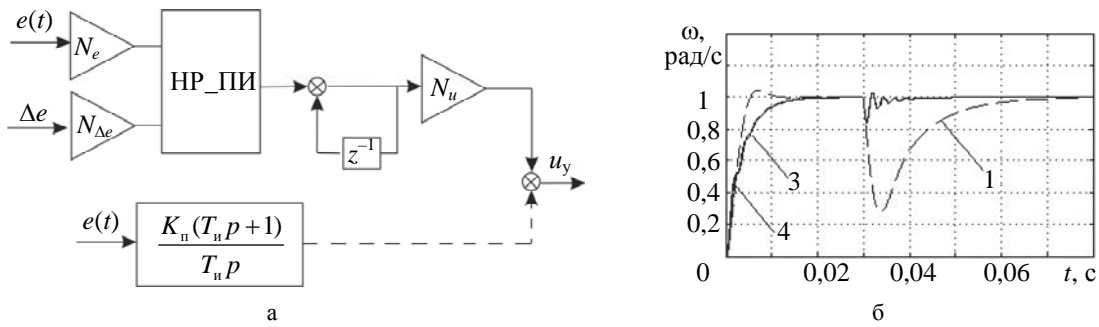 e(t)
N_e
НР_ПИ
Δe
N_Δe
z⁻¹
N_u
u_y
e(t)
K_п (T_и p + 1)
T_и p
а
ω,
рад/с
1
0,8
0,6
0,4
0,2
0
0,02
0,04
0,06
t, с
3
4
1
б